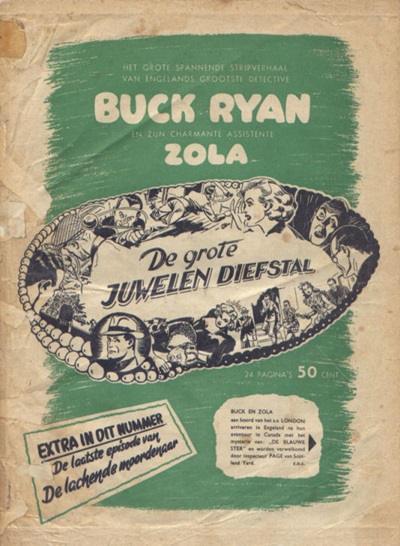 HET GROTE SPANNENDE STRIPVERHAAL
VAN ENGELANDS GROOTSTE DETECTIVE
BUCK RYAN
EN ZIJN CHARMANTE ASSISTENTE
ZOLA
De grote
JUWELEN DIEFSTAL
24 PAGINA'S 50 CENT
EXTRA IN DIT NUMMER
De laatste episode van
De lachende moordenaar
BUCK EN ZOLA
aan boord van het s.s. LONDON
arriveren in Engeland na hun
avontuur in Canada met het
mysterie van: „DE BLAUWE
STER" en worden verwelkomd
door inspecteur PAGE van Scot-
land Yard.